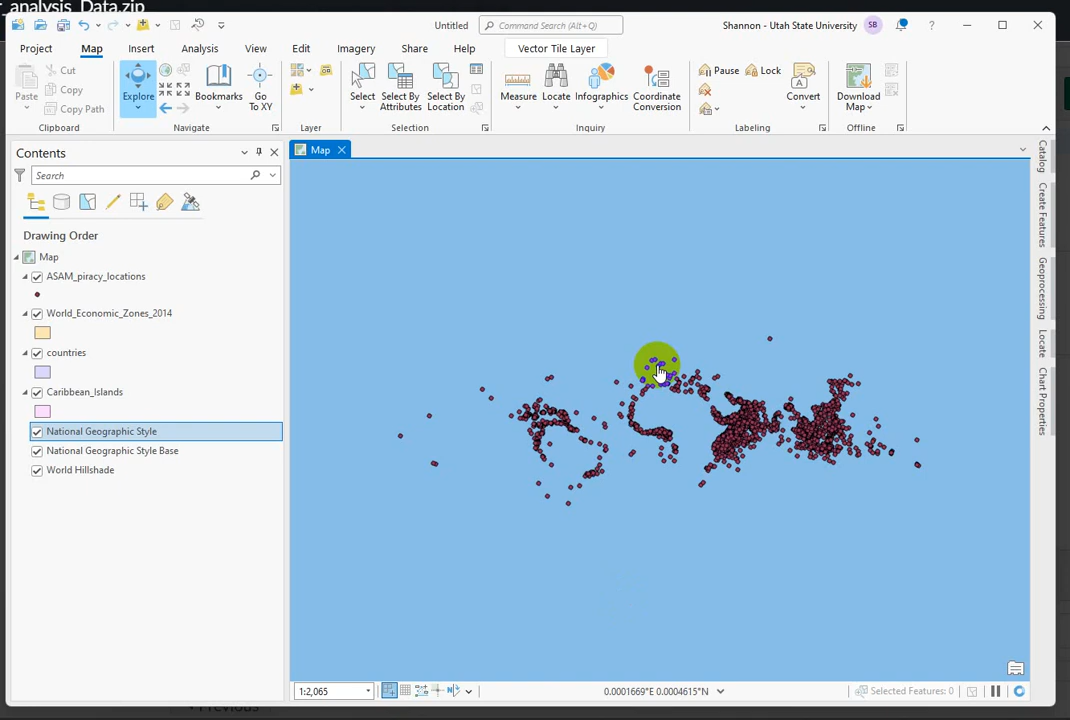 r_analysis_Data.zip
Untitled
Command Search (Alt+Q)
Shannon - Utah State University
SB
?
Project
Map
Insert
Analysis
View
Edit
Imagery
Share
Help
Vector Tile Layer
Paste
Cut
Copy
Copy Path
Clipboard
Explore
Bookmarks
Go
To XY
Navigate
Layer
Select
Select By
Attributes
Select By
Location
Selection
Measure
Locate
Infographics
Coordinate
Conversion
Inquiry
Pause
Lock
Labeling
Convert
Download
Map
Offline
Contents
Search
Drawing Order
Map
ASAM_piracy_locations
World_Economic_Zones_2014
countries
Caribbean_Islands
National Geographic Style
National Geographic Style Base
World Hillshade
Map
Catalog
Create Features
Geoprocessing
Locate
Chart Properties
1:2,065
0.0001669°E 0.0004615°N
Selected Features: 0
Previous